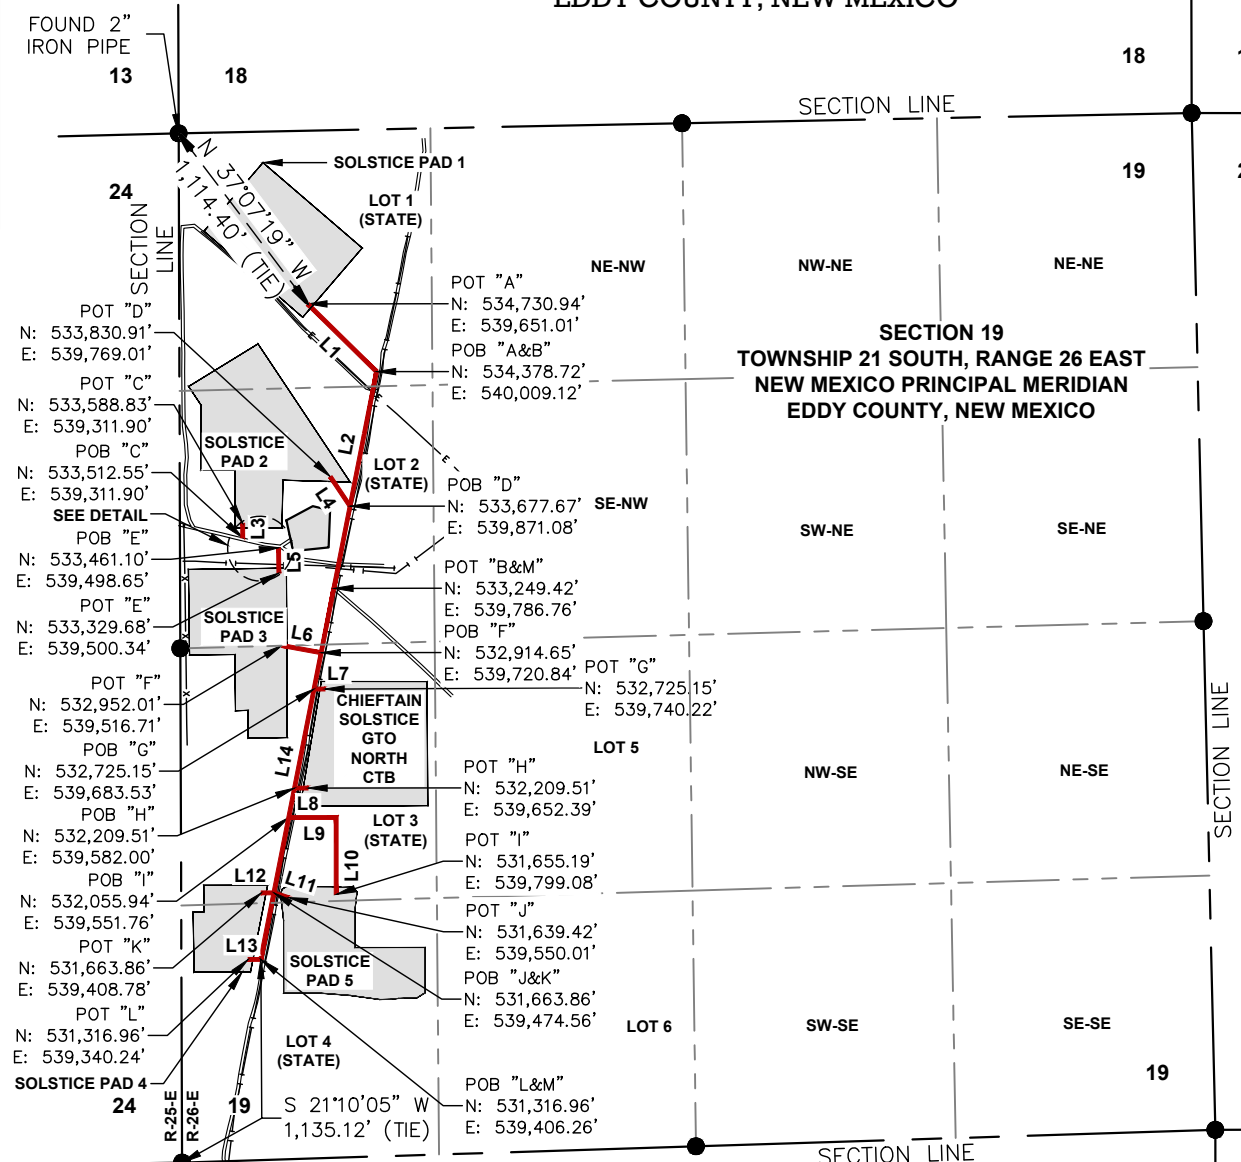 EDDY COUNTY, NEW MEXICO
FOUND 2"
IRON PIPE
13
18
18
SECTION LINE
24
19
SECTION
LINE
N 37°07'19" W
1,114.40' (TIE)
SOLSTICE PAD 1
LOT 1
(STATE)
NE-NW
NW-NE
NE-NE
SECTION 19
TOWNSHIP 21 SOUTH, RANGE 26 EAST
NEW MEXICO PRINCIPAL MERIDIAN
EDDY COUNTY, NEW MEXICO
POT "A"
N: 534,730.94'
E: 539,651.01'
POB "A&B"
N: 534,378.72'
E: 540,009.12'
POT "D"
N: 533,830.91'
E: 539,769.01'
POT "C"
N: 533,588.83'
E: 539,311.90'
POB "C"
N: 533,512.55'
E: 539,311.90'
SEE DETAIL
POB "E"
N: 533,461.10'
E: 539,498.65'
POT "E"
N: 533,329.68'
E: 539,500.34'
L1
L2
SOLSTICE
PAD 2
LOT 2
(STATE)
L4
L3
L5
POB "D"
N: 533,677.67'
E: 539,871.08'
SE-NW
SW-NE
SE-NE
POT "B&M"
N: 533,249.42'
E: 539,786.76'
POB "F"
N: 532,914.65'
E: 539,720.84'
SOLSTICE
PAD 3
L6
L7
POT "G"
N: 532,725.15'
E: 539,740.22'
POT "F"
N: 532,952.01'
E: 539,516.71'
POB "G"
N: 532,725.15'
E: 539,683.53'
POB "H"
N: 532,209.51'
E: 539,582.00'
POB "I"
N: 532,055.94'
E: 539,551.76'
POT "K"
N: 531,663.86'
E: 539,408.78'
POT "L"
N: 531,316.96'
E: 539,340.24'
SOLSTICE PAD 4
CHIEFTAIN
SOLSTICE
GTO
NORTH
CTB
LOT 5
NW-SE
NE-SE
SECTION LINE
L14
L8
L9
L10
LOT 3
(STATE)
POT "H"
N: 532,209.51'
E: 539,652.39'
POT "I"
N: 531,655.19'
E: 539,799.08'
L12
L11
L13
POT "J"
N: 531,639.42'
E: 539,550.01'
POB "J&K"
N: 531,663.86'
E: 539,474.56'
SOLSTICE
PAD 5
LOT 4
(STATE)
LOT 6
SW-SE
SE-SE
POB "L&M"
N: 531,316.96'
E: 539,406.26'
S 21°10'05" W
1,135.12' (TIE)
24
R-25-E
R-26-E
19
19
SECTION LINE